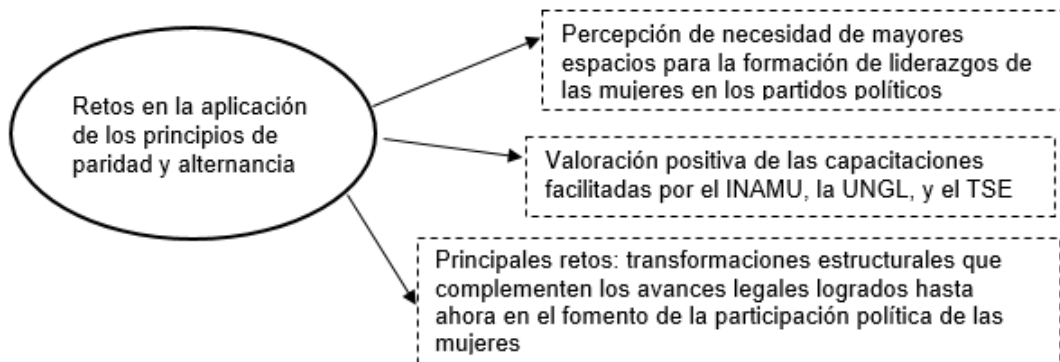 Retos en la aplicación
de los principios de
paridad y alternancia
Percepción de necesidad de mayores
espacios para la formación de liderazgos de
las mujeres en los partidos políticos
Valoración positiva de las capacitaciones
facilitadas por el INAMU, la UNGL, y el TSE
Principales retos: transformaciones estructurales que
complementen los avances legales logrados hasta
ahora en el fomento de la participación política de las
mujeres